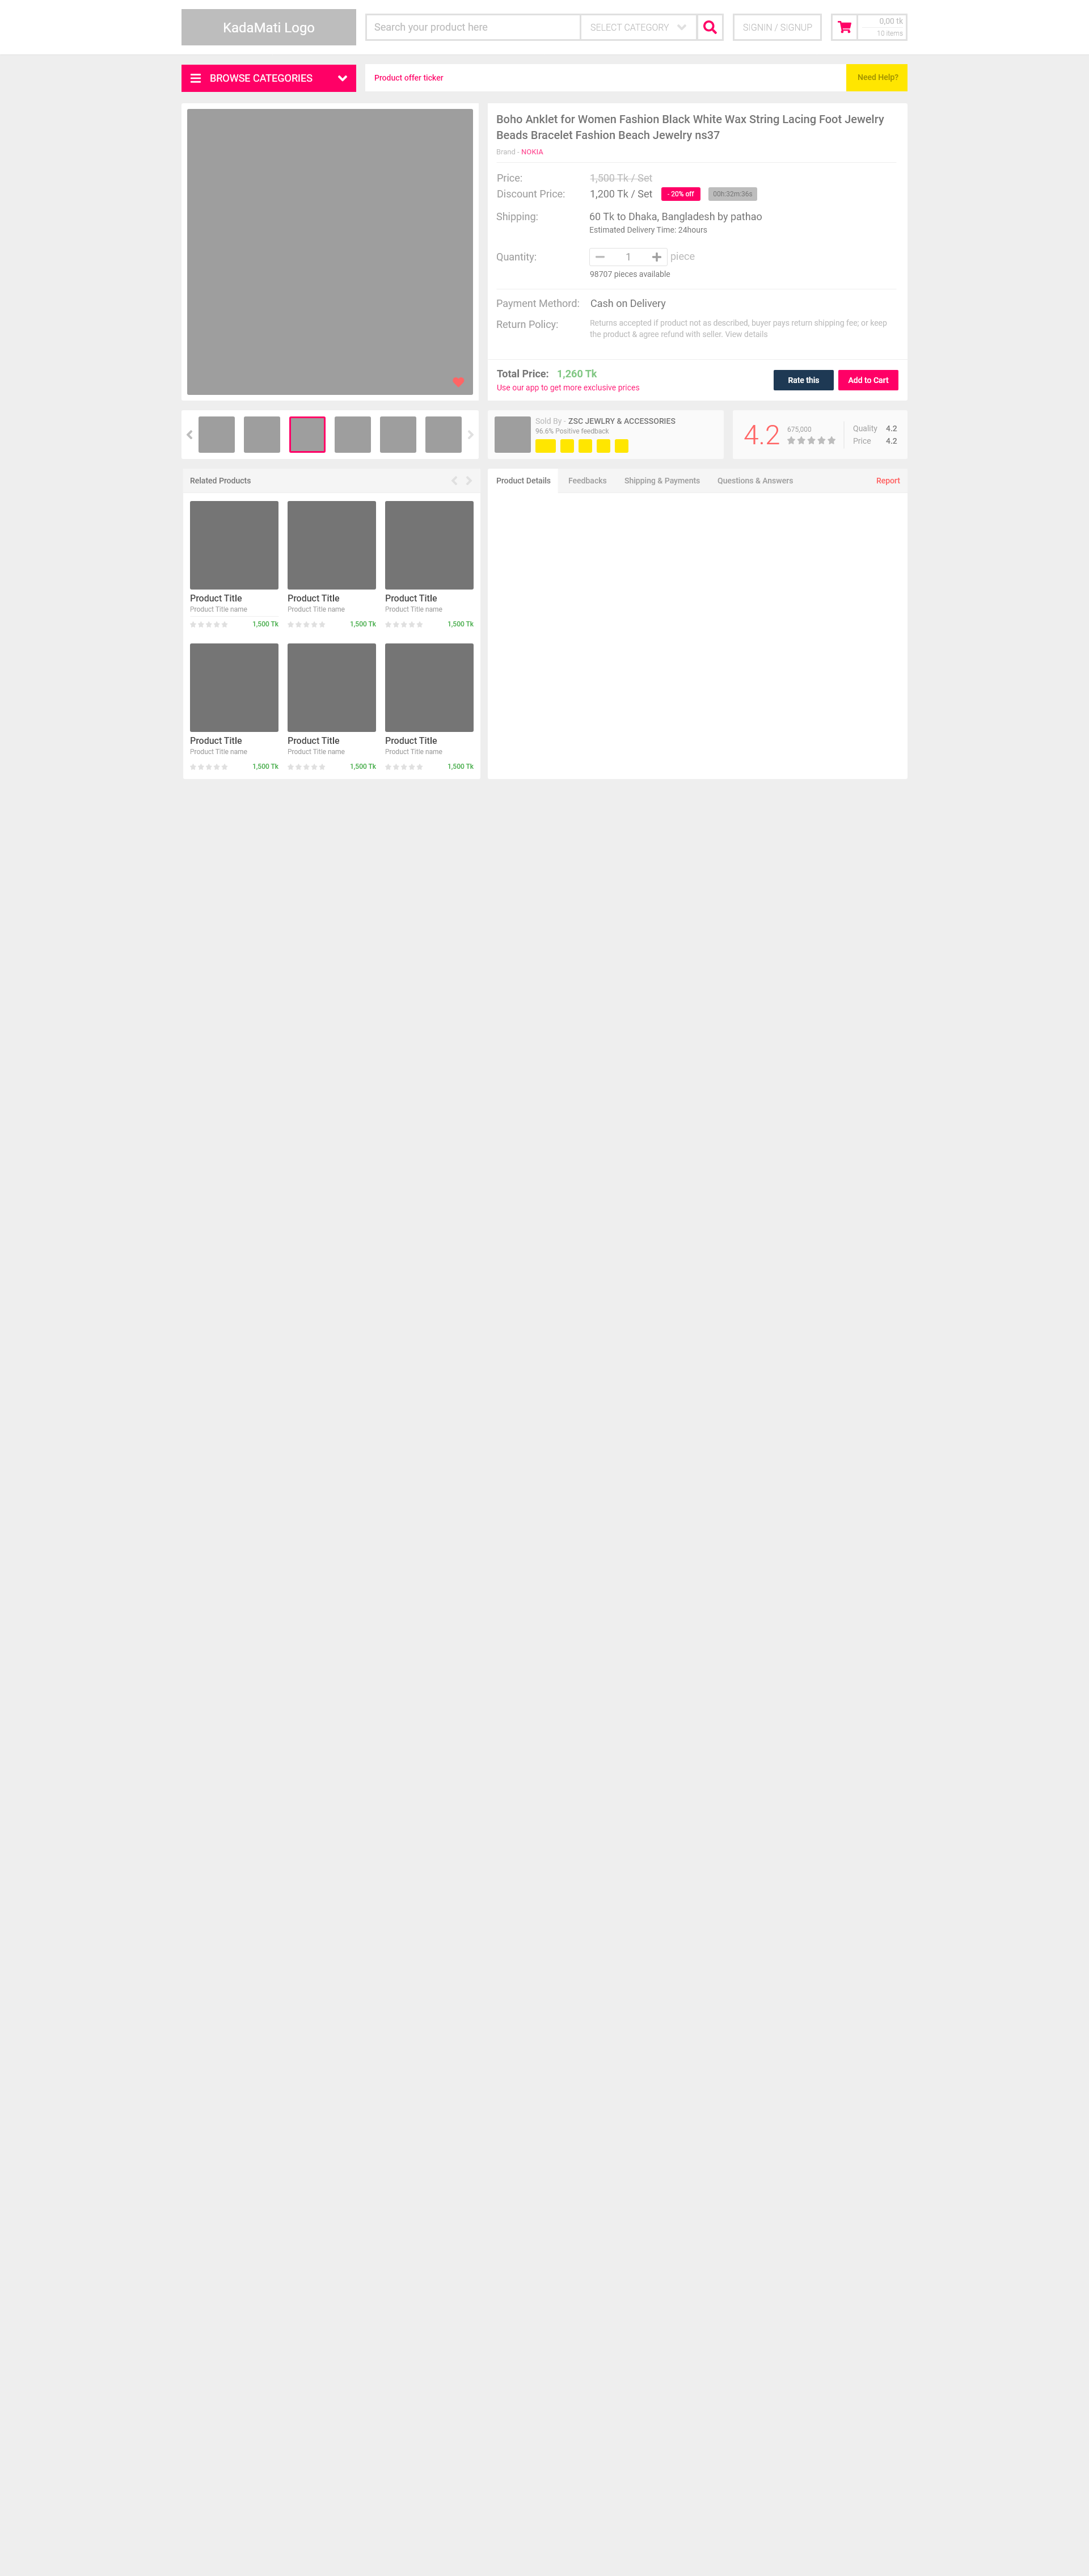 KadaMati Logo
Search your product here
SELECT CATEGORY
SIGNIN / SIGNUP
0,00 tk
10 items
BROWSE CATEGORIES
Product offer ticker
Need Help?
Boho Anklet for Women Fashion Black White Wax String Lacing Foot Jewelry
Beads Bracelet Fashion Beach Jewelry ns37
Brand - NOKIA
Price: 1,500 Tk / Set
Discount Price: 1,200 Tk / Set - 20% off 00h:32m:36s
Shipping: 60 Tk to Dhaka, Bangladesh by pathao
Estimated Delivery Time: 24hours
Quantity: 1 piece
98707 pieces available
Payment Methord: Cash on Delivery
Return Policy: Returns accepted if product not as described, buyer pays return shipping fee; or keep
the product & agree refund with seller. View details
Total Price: 1,260 Tk
Use our app to get more exclusive prices
Rate this
Add to Cart
Sold By - ZSC JEWLRY & ACCESSORIES
96.6% Positive feedback
4.2
675,000
Quality 4.2
Price 4.2
Related Products
Product Details Feedbacks Shipping & Payments Questions & Answers Report
Product Title Product Title Product Title
Product Title name Product Title name Product Title name
1,500 Tk 1,500 Tk 1,500 Tk
Product Title Product Title Product Title
Product Title name Product Title name Product Title name
1,500 Tk 1,500 Tk 1,500 Tk